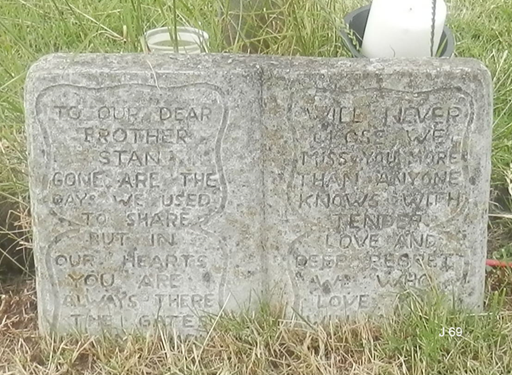 TO OUR DEAR
BROTHER
STAN
GONE ARE THE
DAYS WE USED
TO SHARE
BUT IN
OUR HEARTS
YOU ARE
ALWAYS THERE
THE GATE
WILL NEVER
CLOSE WE
MISS YOU MORE
THAN ANYONE
KNOWS WITH
TENDER
LOVE AND
DEEP REGRET
WHO
LOVE
J 69